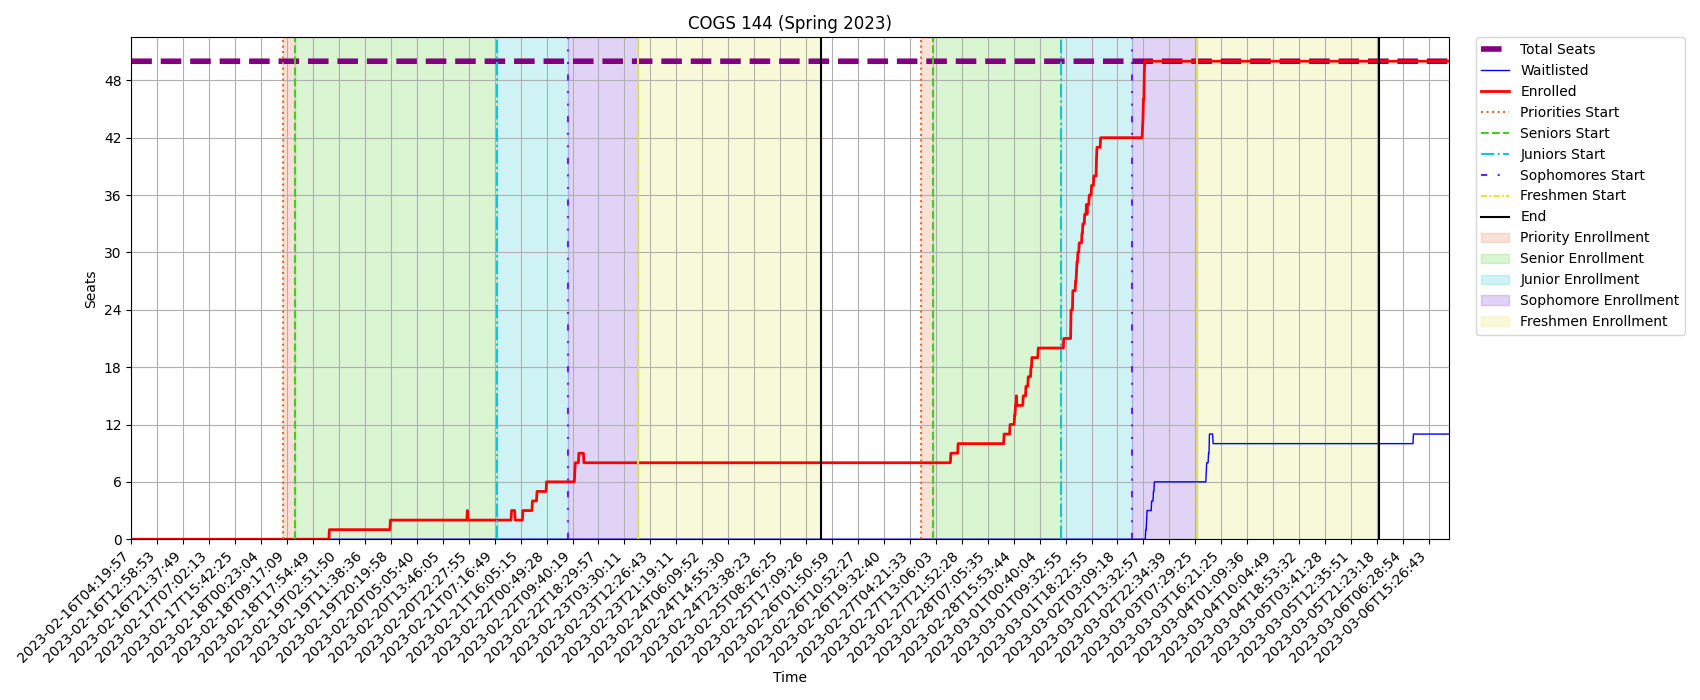 COGS 144 (Spring 2023)
Seats
48
42
36
30
24
18
12
6
0
2023-02-16T04:19:57
2023-02-16T12:58:53
2023-02-16T21:37:49
2023-02-17T07:02:13
2023-02-17T15:42:25
2023-02-18T00:23:04
2023-02-18T09:17:09
2023-02-18T17:54:49
2023-02-19T02:51:50
2023-02-19T11:38:36
2023-02-19T20:19:58
2023-02-20T05:05:40
2023-02-20T13:46:05
2023-02-20T22:27:55
2023-02-21T07:16:49
2023-02-21T16:05:15
2023-02-22T00:49:28
2023-02-22T09:40:19
2023-02-22T18:29:57
2023-02-23T03:30:11
2023-02-23T12:26:43
2023-02-23T21:19:11
2023-02-24T06:09:52
2023-02-24T14:55:30
2023-02-24T23:38:23
2023-02-25T08:26:25
2023-02-25T17:09:26
2023-02-26T01:50:59
2023-02-26T10:52:27
2023-02-26T19:32:40
2023-02-27T04:21:33
2023-02-27T13:06:03
2023-02-27T21:52:28
2023-02-28T07:05:35
2023-02-28T15:53:44
2023-03-01T00:40:04
2023-03-01T09:32:55
2023-03-01T18:22:55
2023-03-02T03:09:18
2023-03-02T13:32:57
2023-03-02T22:34:39
2023-03-03T07:29:25
2023-03-03T16:21:25
2023-03-04T01:09:36
2023-03-04T10:04:49
2023-03-04T18:53:32
2023-03-05T03:41:28
2023-03-05T12:35:51
2023-03-05T21:23:18
2023-03-06T06:28:54
2023-03-06T15:26:43
Time
Total Seats
Waitlisted
Enrolled
Priorities Start
Seniors Start
Juniors Start
Sophomores Start
Freshmen Start
End
Priority Enrollment
Senior Enrollment
Junior Enrollment
Sophomore Enrollment
Freshmen Enrollment